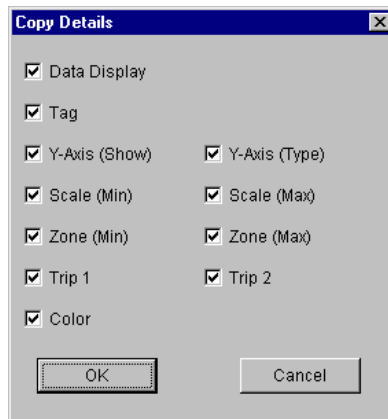 Copy Details
Data Display
Tag
Y-Axis (Show) Y-Axis (Type)
Scale (Min) Scale (Max)
Zone (Min) Zone (Max)
Trip 1 Trip 2
Color
OK Cancel